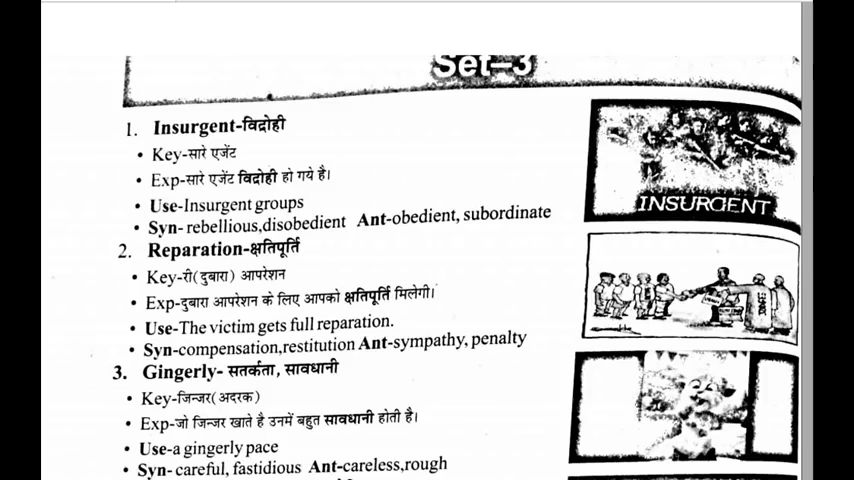 Set-3
1. Insurgent-विद्रोही
• Key-सारे एजेंट
• Exp-सारे एजेंट विद्रोही हो गये है।
• Use-Insurgent groups
• Syn- rebellious,disobedient Ant-obedient, subordinate
INSURGENT
2. Reparation-क्षतिपूर्ति
• Key-री(दुबारा) आपरेशन
• Exp-दुबारा आपरेशन के लिए आपको क्षतिपूर्ति मिलेगी।
• Use-The victim gets full reparation.
• Syn-compensation,restitution Ant-sympathy, penalty
3. Gingerly- सतर्कता, सावधानी
• Key-जिन्जर(अदरक)
• Exp-जो जिन्जर खाते है उनमें बहुत सावधानी होती है।
• Use-a gingerly pace
• Syn- careful, fastidious Ant-careless,rough